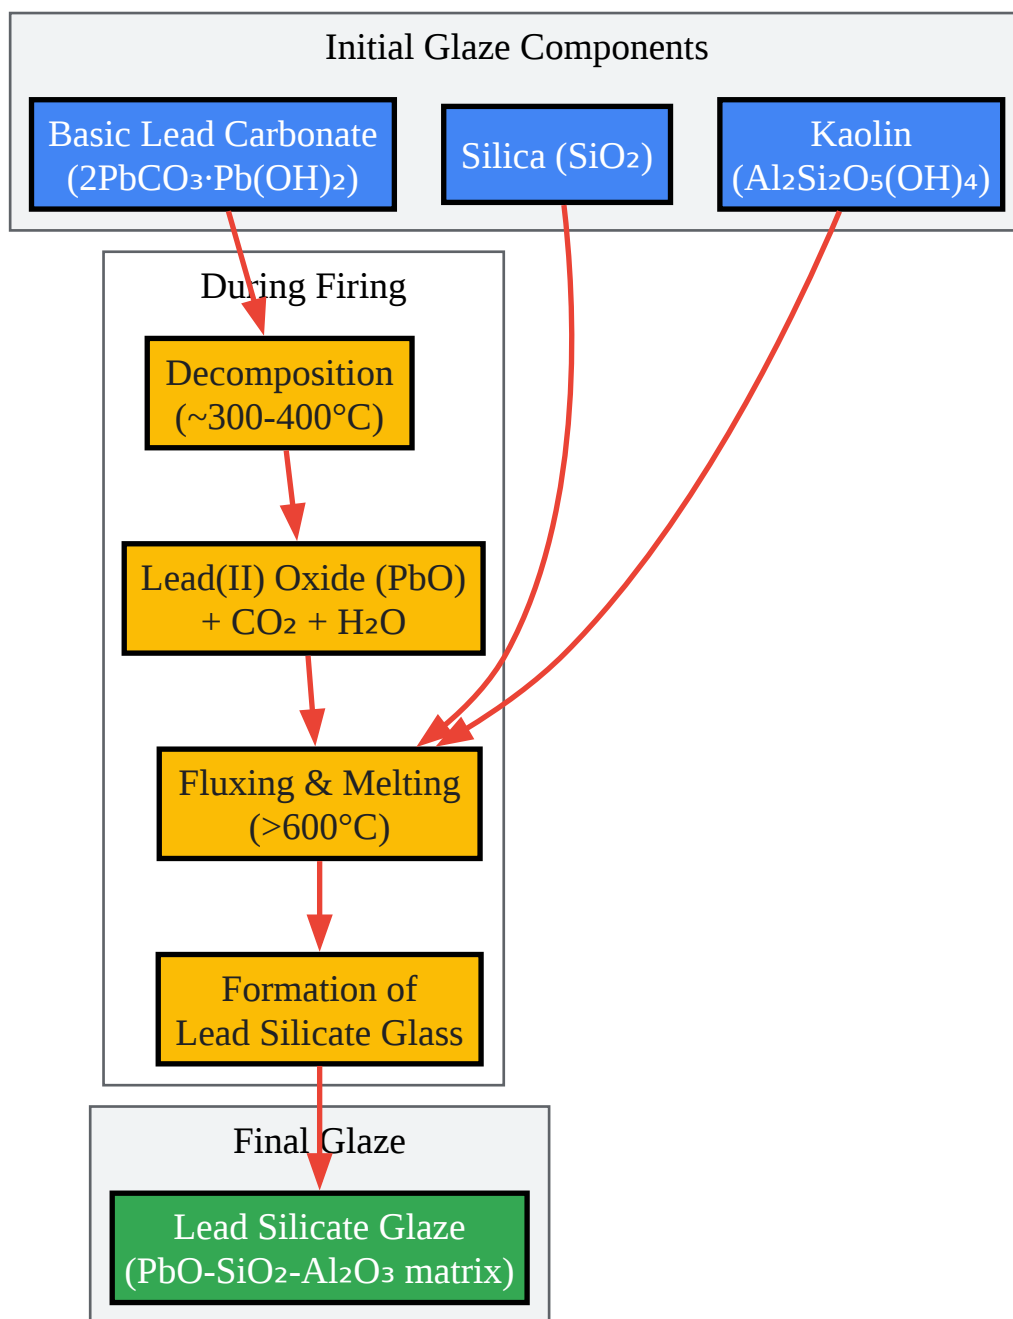 Initial Glaze Components
Basic Lead Carbonate
(2PbCO₃·Pb(OH)₂)
Silica (SiO₂)
Kaolin
(Al₂Si₂O₅(OH)₄)
During Firing
Decomposition
(~300-400°C)
Lead(II) Oxide (PbO)
+ CO₂ + H₂O
Fluxing & Melting
(>600°C)
Formation of
Lead Silicate Glass
Final Glaze
Lead Silicate Glaze
(PbO-SiO₂-Al₂O₃ matrix)